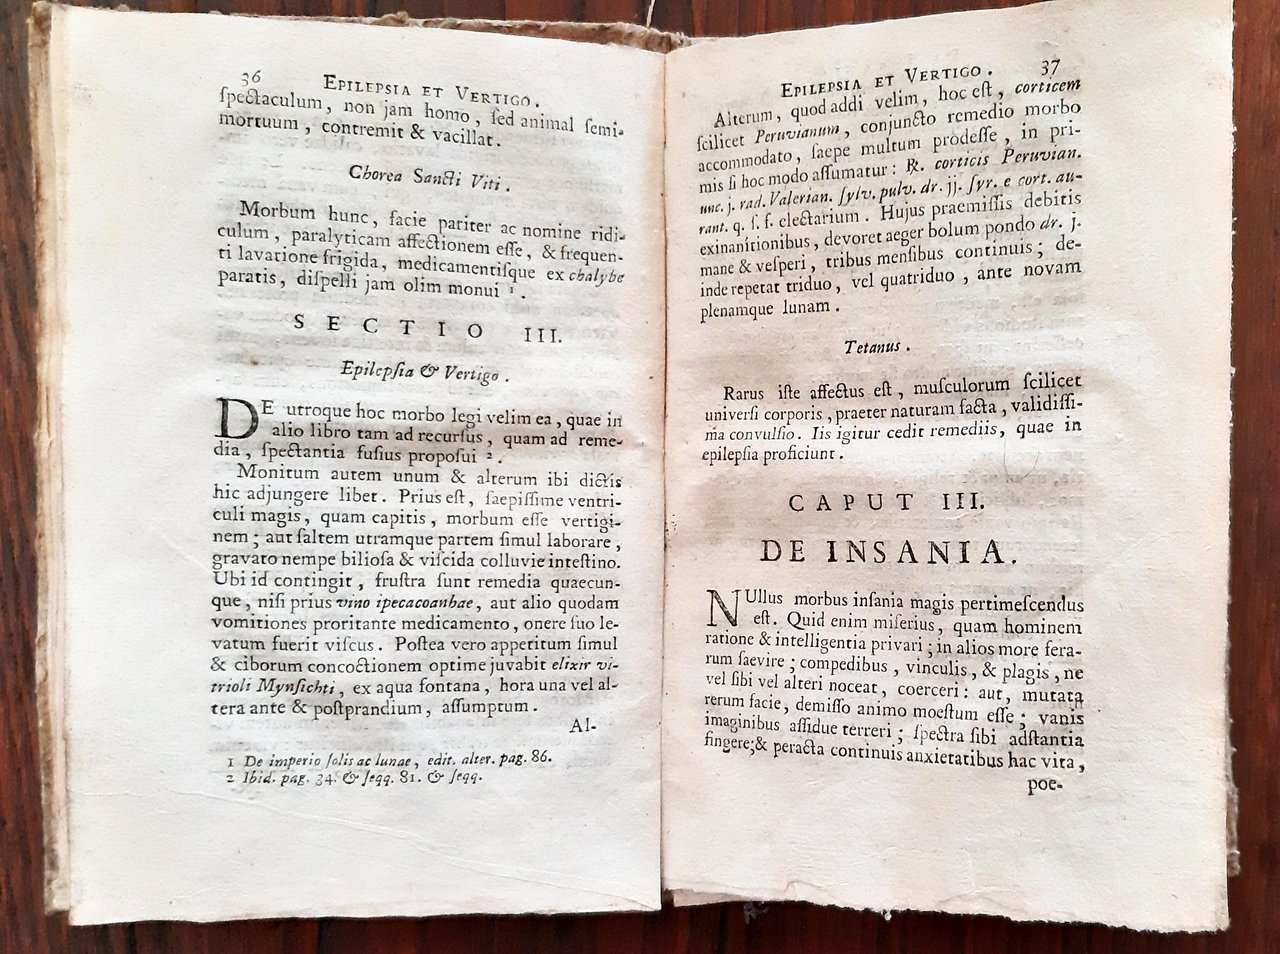 36
EPILEPSIA ET VERTIGO.
ſpectaculum, non jam homo, ſed animal ſemi-
mortuum, contremit & vacillat.
Chorea Sancti Viti.
Morbum hunc, facie pariter ac nomine ridi-
culum, paralyticam affectionem eſſe, & frequen-
ti lavatione frigida, medicamentiſque ex chalybe
paratis, diſpelli jam olim monui 1.
SECTIO III.
Epilepſia & Vertigo.
DE utroque hoc morbo legi velim ea, quae in
alio libro tam ad recurſus, quam ad reme-
dia, ſpectantia fuſius propoſui 2.
Monitum autem unum & alterum ibi dictis
hic adjungere libet. Prius eſt, ſaepiſſime ventri-
culi magis, quam capitis, morbum eſſe vertigi-
nem; aut ſaltem utramque partem ſimul laborare,
gravato nempe bilioſa & viſcida colluvie inteſtino.
Ubi id contingit, fruſtra ſunt remedia quaecun-
que, niſi prius vino ipecacoanhae, aut alio quodam
vomitiones proritante medicamento, onere ſuo le-
vatum fuerit viſcus. Poſtea vero appetitum ſimul
& ciborum concoctionem optime juvabit elixir vi-
trioli Mynſichti, ex aqua fontana, hora una vel al-
tera ante & poſtprandium, aſſumptum.
Al-
1 De imperio ſolis ac lunae, edit. alter. pag. 86.
2 Ibid. pag. 34. & ſeqq. 81. & ſeqq.
EPILEPSIA ET VERTIGO.
37
Alterum, quod addi velim, hoc eſt, corticem
ſcilicet Peruvianum, conjuncto remedio morbo
accommodato, ſaepe multum prodeſſe, in pri-
mis ſi hoc modo aſſumatur: ℞. corticis Peruvian.
unc. j. rad. Valerian. ſylv. pulv. dr. jj. ſyr. e cort. au-
rant. q. ſ. f. electarium. Hujus praemiſſis debitis
exinanitionibus, devoret aeger bolum pondo dr. j.
mane & veſperi, tribus menſibus continuis; de-
inde repetat triduo, vel quatriduo, ante novam
plenamque lunam.
Tetanus.
Rarus iſte affectus eſt, muſculorum ſcilicet
univerſi corporis, praeter naturam facta, validiſſi-
ma convulſio. Iis igitur cedit remediis, quae in
epilepſia proficiunt.
CAPUT III.
DE INSANIA.
NUllus morbus inſania magis pertimeſcendus
eſt. Quid enim miſerius, quam hominem
ratione & intelligentia privari; in alios more fera-
rum ſaevire; compedibus, vinculis, & plagis, ne
vel ſibi vel alteri noceat, coerceri: aut, mutata
rerum facie, demiſſo animo moeſtum eſſe; vanis
imaginibus aſſidue terreri; ſpectra ſibi adſtantia
fingere;& peracta continuis anxietatibus hac vita,
poe-